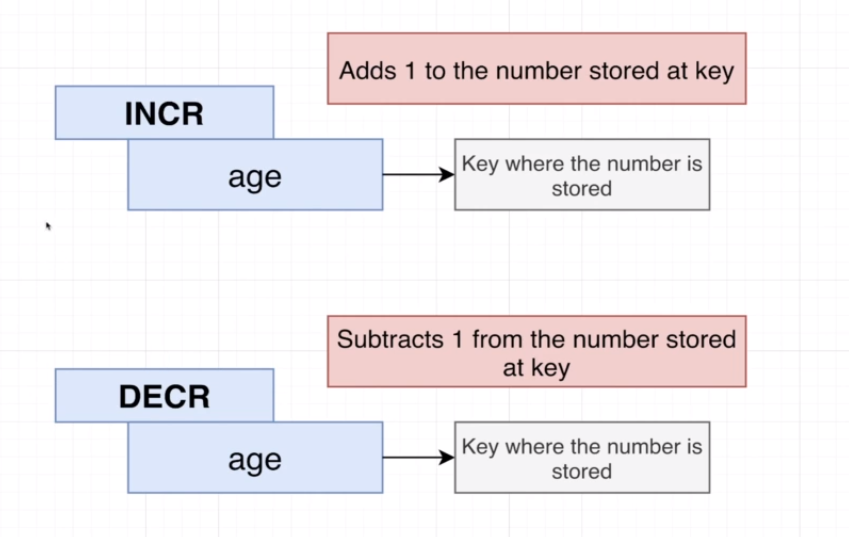 Adds 1 to the number stored at key
INCR
age
Key where the number is
stored
Subtracts 1 from the number stored
at key
DECR
age
Key where the number is
stored